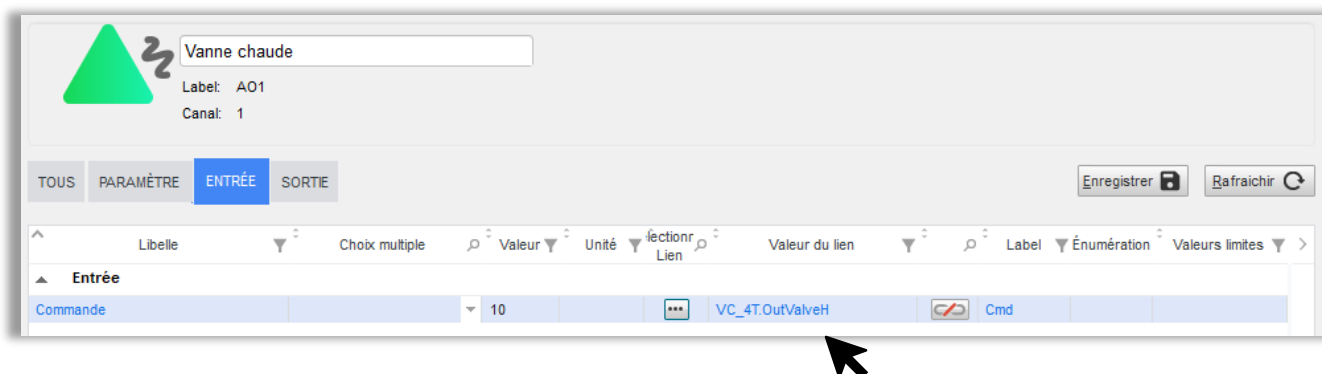 Vanne chaude
Label: AO1
Canal: 1
TOUS PARAMÈTRE ENTRÉE SORTIE Enregistrer Rafraichir
Libelle Choix multiple Valeur Unité lectionr Lien Valeur du lien Label Énumération Valeurs limites
Entrée
Commande 10 ... VC_4T.OutValveH Cmd